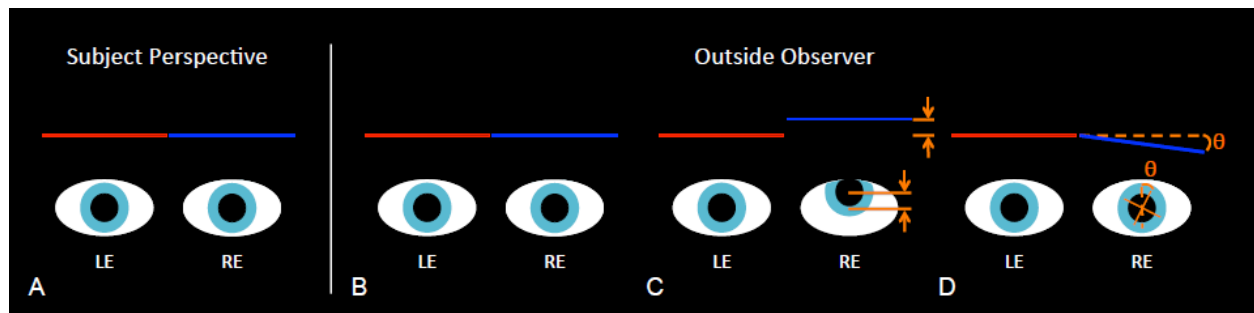 Subject Perspective
Outside Observer
θ
θ
LE
RE
LE
RE
LE
RE
LE
RE
A
B
C
D